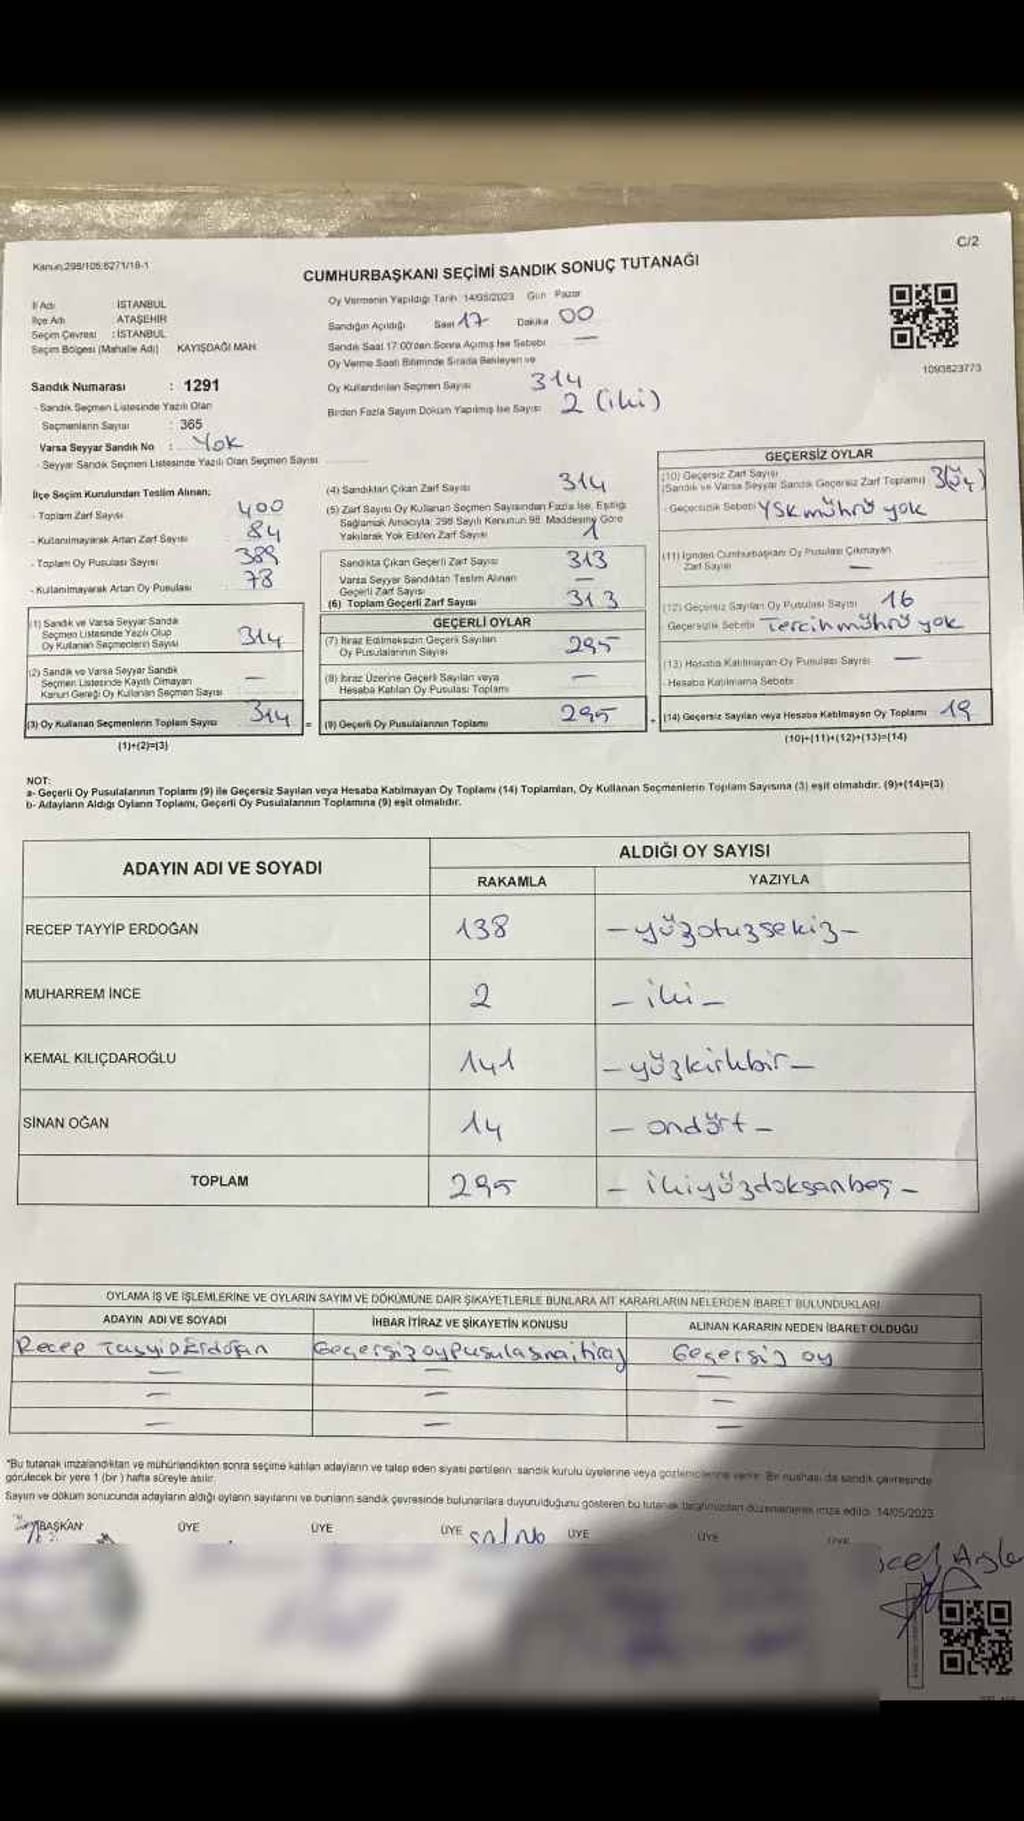 C/2
Kanun:298/105:6271/18-1
CUMHURBAŞKANI SEÇİMİ SANDIK SONUÇ TUTANAĞI
İl Adı : İSTANBUL
İlçe Adı : ATAŞEHİR
Seçim Çevresi : İSTANBUL
Seçim Bölgesi (Mahalle Adı) KAYIŞDAĞI MAH.
Sandık Numarası : 1291
- Sandık Seçmen Listesinde Yazılı Olan
Seçmenlerin Sayısı : 365
Varsa Seyyar Sandık No : Yok
- Seyyar Sandık Seçmen Listesinde Yazılı Olan Seçmen Sayısı
Oy Vermenin Yapıldığı Tarih 14/05/2023 Gün Pazar
Sandığın Açıldığı Saat 17 Dakika 00
Sandık Saat 17:00'den Sonra Açılmış İse Sebebi —
Oy Verme Saati Bitiminde Sırada Bekleyen ve
Oy Kullandırılan Seçmen Sayısı 314
Birden Fazla Sayım Döküm Yapılmış İse Sayısı 2 (iki)
1093823773
İlçe Seçim Kurulundan Teslim Alınan;
- Toplam Zarf Sayısı 400
- Kullanılmayarak Artan Zarf Sayısı 84
- Toplam Oy Pusulası Sayısı 389
- Kullanılmayarak Artan Oy Pusulası 78
(1) Sandık ve Varsa Seyyar Sandık
Seçmen Listesinde Yazılı Olup
Oy Kullanan Seçmenlerin Sayısı 314
(2) Sandık ve Varsa Seyyar Sandık
Seçmen Listesinde Kayıtlı Olmayan
Kanun Gereği Oy Kullanan Seçmen Sayısı —
(3) Oy Kullanan Seçmenlerin Toplam Sayısı 314 =
(1)+(2)=(3)
(4) Sandıktan Çıkan Zarf Sayısı 314
(5) Zarf Sayısı Oy Kullanan Seçmen Sayısından Fazla İse, Eşitliği
Sağlamak Amacıyla; 298 Sayılı Kanunun 98. Maddesine Göre
Yakılarak Yok Edilen Zarf Sayısı 1
Sandıkta Çıkan Geçerli Zarf Sayısı 313
Varsa Seyyar Sandıktan Teslim Alınan
Geçerli Zarf Sayısı —
(6) Toplam Geçerli Zarf Sayısı 313
GEÇERLİ OYLAR
(7) İtiraz Edilmeksizin Geçerli Sayılan
Oy Pusulalarının Sayısı 295
(8) İtiraz Üzerine Geçerli Sayılan veya
Hesaba Katılan Oy Pusulası Toplamı —
(9) Geçerli Oy Pusulalarının Toplamı 295 +
GEÇERSİZ OYLAR
(10) Geçersiz Zarf Sayısı
(Sandık ve Varsa Seyyar Sandık Geçersiz Zarf Toplamı) 3(üç)
- Geçersizlik Sebebi YSK mührü yok
(11) İçinden Cumhurbaşkanı Oy Pusulası Çıkmayan
Zarf Sayısı —
(12) Geçersiz Sayılan Oy Pusulası Sayısı 16
Geçersizlik Sebebi Tercih mührü yok
(13) Hesaba Katılmayan Oy Pusulası Sayısı —
- Hesaba Katılmama Sebebi
(14) Geçersiz Sayılan veya Hesaba Katılmayan Oy Toplamı 19
(10)+(11)+(12)+(13)=(14)
NOT:
a- Geçerli Oy Pusulalarının Toplamı (9) ile Geçersiz Sayılan veya Hesaba Katılmayan Oy Toplamı (14) Toplamları, Oy Kullanan Seçmenlerin Toplam Sayısına (3) eşit olmalıdır. (9)+(14)=(3)
b- Adayların Aldığı Oyların Toplamı, Geçerli Oy Pusulalarının Toplamına (9) eşit olmalıdır.
ADAYIN ADI VE SOYADI
ALDIĞI OY SAYISI
RAKAMLA YAZIYLA
RECEP TAYYİP ERDOĞAN 138 -yüzotuzsekiz-
MUHARREM İNCE 2 - iki -
KEMAL KILIÇDAROĞLU 141 -yüzkırkbir-
SİNAN OĞAN 14 - ondört -
TOPLAM 295 - ikiyüzdoksanbeş -
OYLAMA İŞ VE İŞLEMLERİNE VE OYLARIN SAYIM VE DÖKÜMÜNE DAİR ŞİKAYETLERLE BUNLARA AİT KARARLARIN NELERDEN İBARET BULUNDUKLARI
ADAYIN ADI VE SOYADI İHBAR İTİRAZ VE ŞİKAYETİN KONUSU ALINAN KARARIN NEDEN İBARET OLDUĞU
Recep Tayyip Erdoğan Geçersiz oy pusulasına itiraz Geçersiz oy
— — —
— — —
— — —
*Bu tutanak imzalandıktan ve mühürlendikten sonra seçime katılan adayların ve talep eden siyasi partilerin sandık kurulu üyelerine veya gözlemcilerine verilir. Bir nüshası da sandık çevresinde
görülecek bir yere 1 (bir) hafta süreyle asılır.
Sayım ve döküm sonucunda adayların aldığı oyların sayılarını ve bunların sandık çevresinde bulunanlara duyurulduğunu gösteren bu tutanak tarafımızdan düzenlenerek imza edildi. 14/05/2023
BAŞKAN ÜYE ÜYE ÜYE ÜYE ÜYE ÜYE